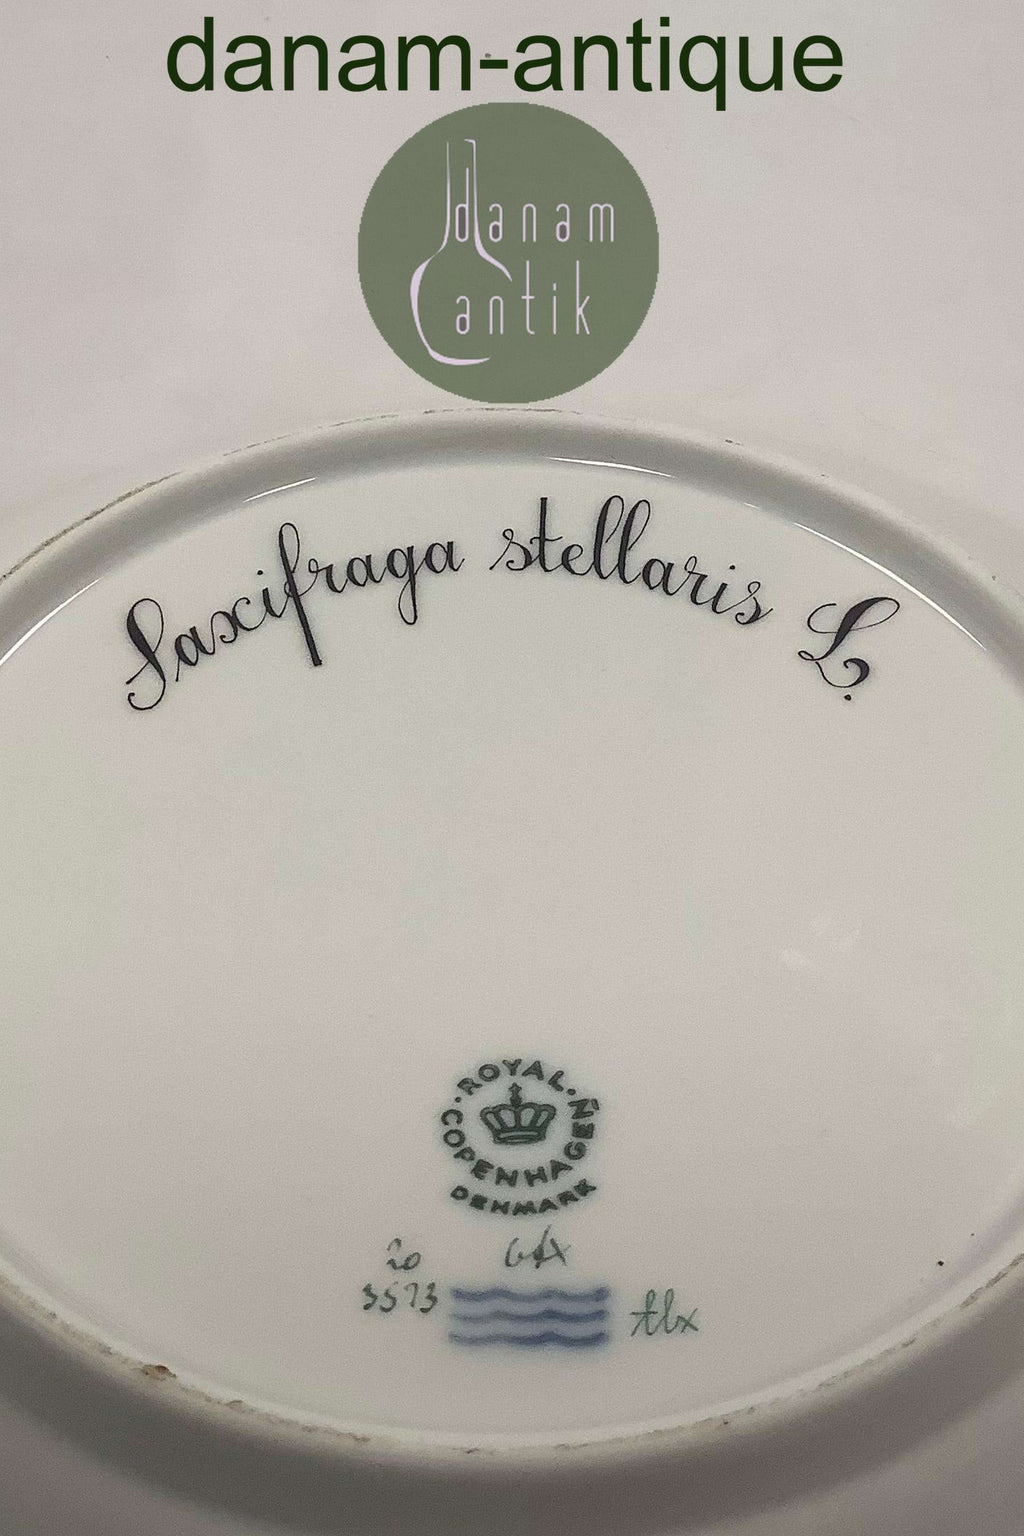 danam-antique
danam
antik
Saxifraga stellaris L.
ROYAL
COPENHAGEN
DENMARK
20
3573